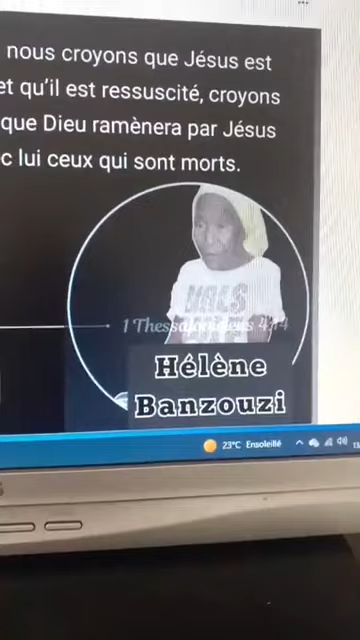 nous croyons que Jésus est
et qu'il est ressuscité, croyons
que Dieu ramènera par Jésus
c lui ceux qui sont morts.
1 Thessaloniciens 4:14
Hélène
Banzouzi
23°C Ensoleillé